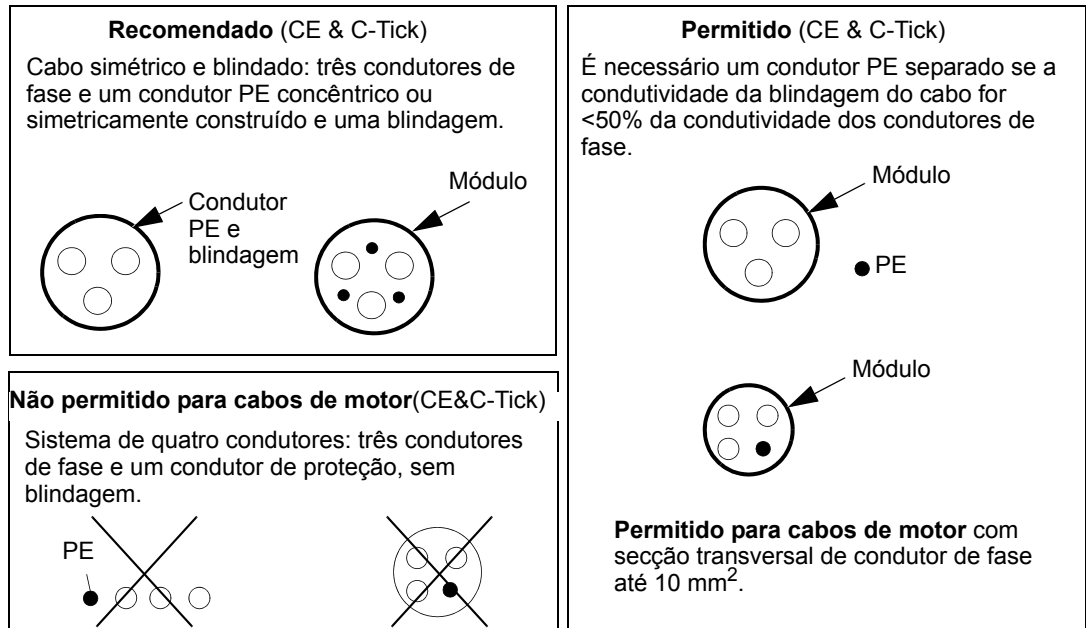 Recomendado (CE & C-Tick)
Cabo simétrico e blindado: três condutores de
fase e um condutor PE concêntrico ou
simetricamente construído e uma blindagem.
Condutor
PE e
blindagem
Módulo
Não permitido para cabos de motor(CE&C-Tick)
Sistema de quatro condutores: três condutores
de fase e um condutor de proteção, sem
blindagem.
PE
Permitido (CE & C-Tick)
É necessário um condutor PE separado se a
condutividade da blindagem do cabo for
<50% da condutividade dos condutores de
fase.
Módulo
PE
Módulo
Permitido para cabos de motor com
secção transversal de condutor de fase
até 10 mm².